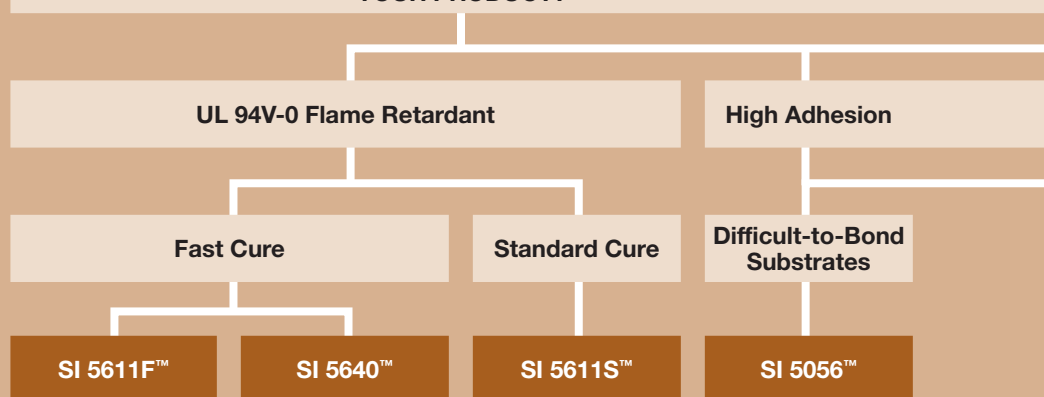 UL 94V-0 Flame Retardant
High Adhesion
Fast Cure
Standard Cure
Difficult-to-Bond
Substrates
SI 5611F™
SI 5640™
SI 5611S™
SI 5056™